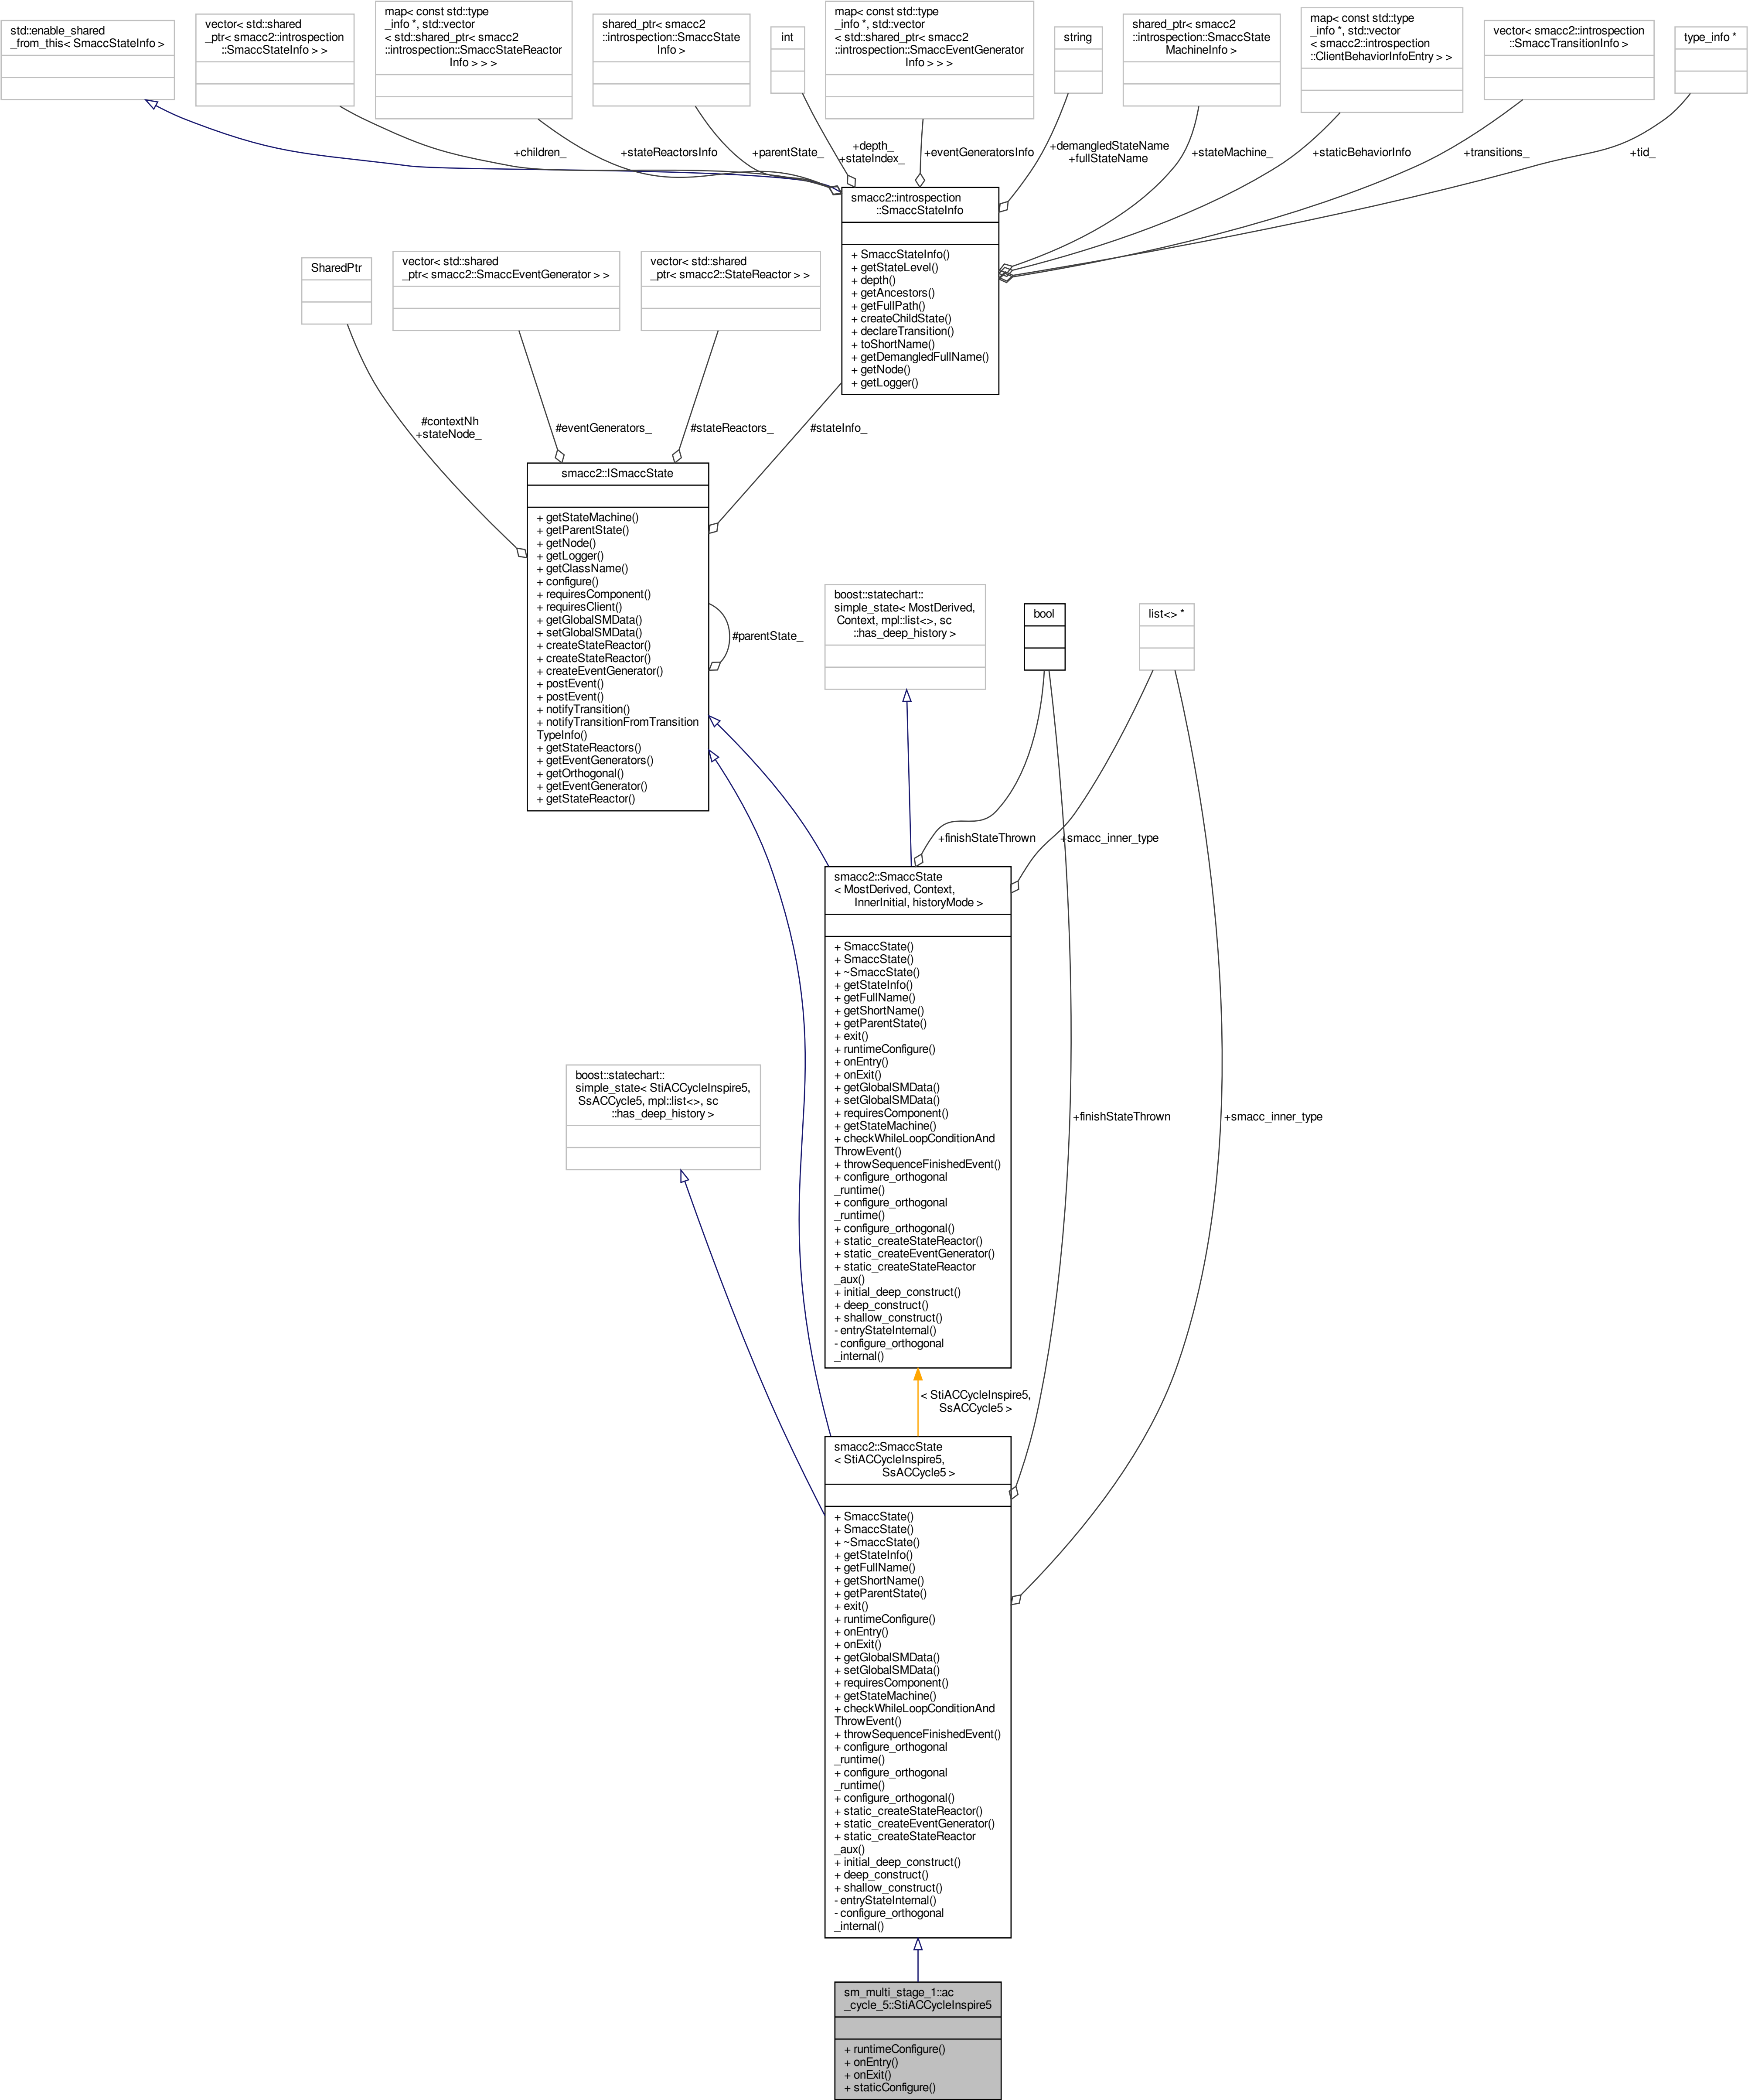 std::enable_shared
_from_this< SmaccStateInfo >
vector< std::shared
_ptr< smacc2::introspection
::SmaccStateInfo > >
map< const std::type
_info *, std::vector
< std::shared_ptr< smacc2
::introspection::SmaccStateReactor
Info > > >
shared_ptr< smacc2
::introspection::SmaccState
Info >
int
map< const std::type
_info *, std::vector
< std::shared_ptr< smacc2
::introspection::SmaccEventGenerator
Info > > >
string
shared_ptr< smacc2
::introspection::SmaccState
MachineInfo >
map< const std::type
_info *, std::vector
< smacc2::introspection
::ClientBehaviorInfoEntry > >
vector< smacc2::introspection
::SmaccTransitionInfo >
type_info *
+children_
+stateReactorsInfo
+parentState_
+depth_
+stateIndex_
+eventGeneratorsInfo
+demangledStateName
+fullStateName
+stateMachine_
+staticBehaviorInfo
+transitions_
+tid_
smacc2::introspection
::SmaccStateInfo
+ SmaccStateInfo()
+ getStateLevel()
+ depth()
+ getAncestors()
+ getFullPath()
+ createChildState()
+ declareTransition()
+ toShortName()
+ getDemangledFullName()
+ getNode()
+ getLogger()
SharedPtr
vector< std::shared
_ptr< smacc2::SmaccEventGenerator > >
vector< std::shared
_ptr< smacc2::StateReactor > >
#contextNh
+stateNode_
#eventGenerators_
#stateReactors_
#stateInfo_
smacc2::ISmaccState
+ getStateMachine()
+ getParentState()
+ getNode()
+ getLogger()
+ getClassName()
+ configure()
+ requiresComponent()
+ requiresClient()
+ getGlobalSMData()
+ setGlobalSMData()
+ createStateReactor()
+ createStateReactor()
+ createEventGenerator()
+ postEvent()
+ postEvent()
+ notifyTransition()
+ notifyTransitionFromTransition
TypeInfo()
+ getStateReactors()
+ getEventGenerators()
+ getOrthogonal()
+ getEventGenerator()
+ getStateReactor()
#parentState_
boost::statechart::
simple_state< MostDerived,
Context, mpl::list<>, sc
::has_deep_history >
bool
list<> *
+finishStateThrown
+smacc_inner_type
smacc2::SmaccState
< MostDerived, Context,
InnerInitial, historyMode >
+ SmaccState()
+ SmaccState()
+ ~SmaccState()
+ getStateInfo()
+ getFullName()
+ getShortName()
+ getParentState()
+ exit()
+ runtimeConfigure()
+ onEntry()
+ onExit()
+ getGlobalSMData()
+ setGlobalSMData()
+ requiresComponent()
+ getStateMachine()
+ checkWhileLoopConditionAnd
ThrowEvent()
+ throwSequenceFinishedEvent()
+ configure_orthogonal
_runtime()
+ configure_orthogonal
_runtime()
+ configure_orthogonal()
+ static_createStateReactor()
+ static_createEventGenerator()
+ static_createStateReactor
_aux()
+ initial_deep_construct()
+ deep_construct()
+ shallow_construct()
- entryStateInternal()
- configure_orthogonal
_internal()
boost::statechart::
simple_state< StiACCycleInspire5,
SsACCycle5, mpl::list<>, sc
::has_deep_history >
+finishStateThrown
+smacc_inner_type
< StiACCycleInspire5,
SsACCycle5 >
smacc2::SmaccState
< StiACCycleInspire5,
SsACCycle5 >
+ SmaccState()
+ SmaccState()
+ ~SmaccState()
+ getStateInfo()
+ getFullName()
+ getShortName()
+ getParentState()
+ exit()
+ runtimeConfigure()
+ onEntry()
+ onExit()
+ getGlobalSMData()
+ setGlobalSMData()
+ requiresComponent()
+ getStateMachine()
+ checkWhileLoopConditionAnd
ThrowEvent()
+ throwSequenceFinishedEvent()
+ configure_orthogonal
_runtime()
+ configure_orthogonal
_runtime()
+ configure_orthogonal()
+ static_createStateReactor()
+ static_createEventGenerator()
+ static_createStateReactor
_aux()
+ initial_deep_construct()
+ deep_construct()
+ shallow_construct()
- entryStateInternal()
- configure_orthogonal
_internal()
sm_multi_stage_1::ac
_cycle_5::StiACCycleInspire5
+ runtimeConfigure()
+ onEntry()
+ onExit()
+ staticConfigure()